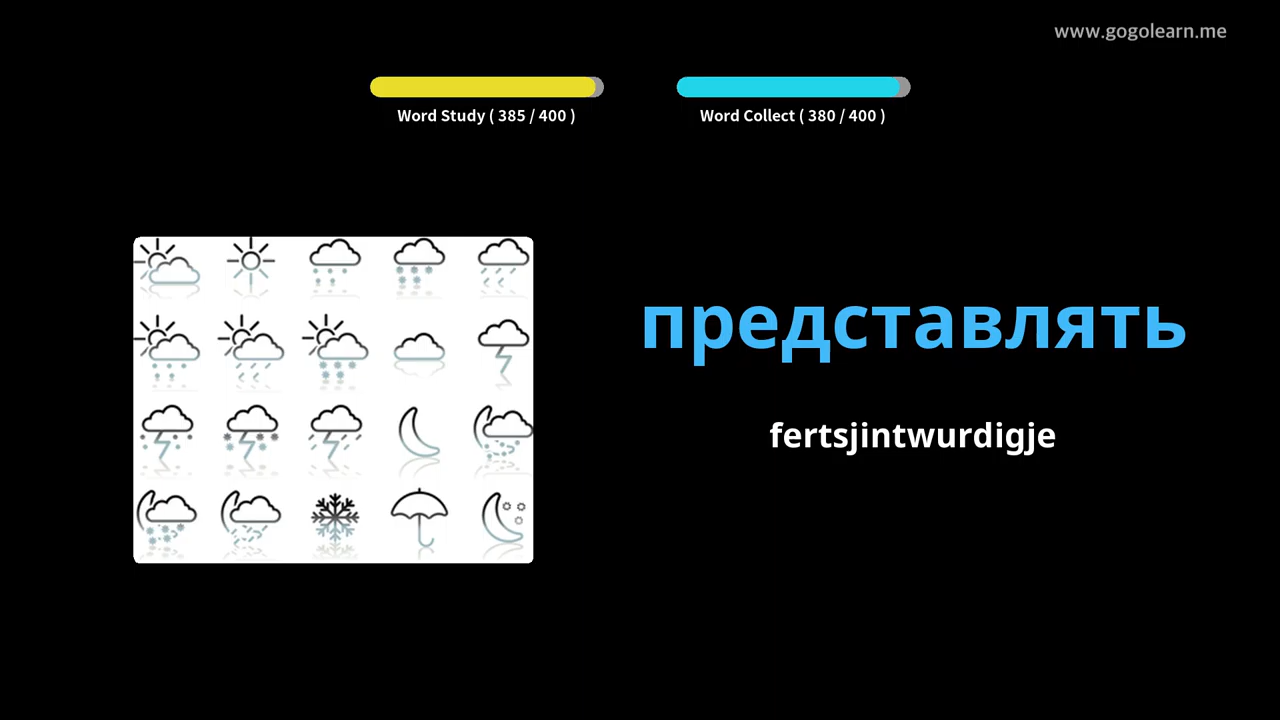 www.gogolearn.me
Word Study ( 385 / 400 )
Word Collect ( 380 / 400 )
представлять
fertsjintwurdigje